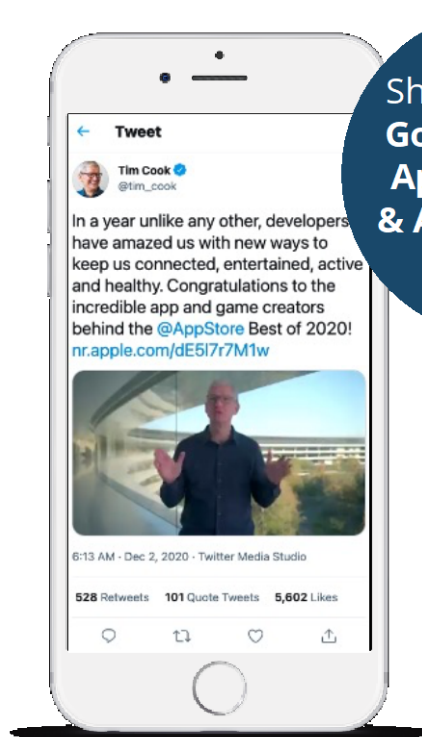 Tweet
Tim Cook
@tim_cook
In a year unlike any other, developers
have amazed us with new ways to
keep us connected, entertained, active
and healthy. Congratulations to the
incredible app and game creators
behind the @AppStore Best of 2020!
nr.apple.com/dE5l7r7M1w
6:13 AM · Dec 2, 2020 · Twitter Media Studio
528 Retweets 101 Quote Tweets 5,602 Likes
Sh
Go
Ap
& A